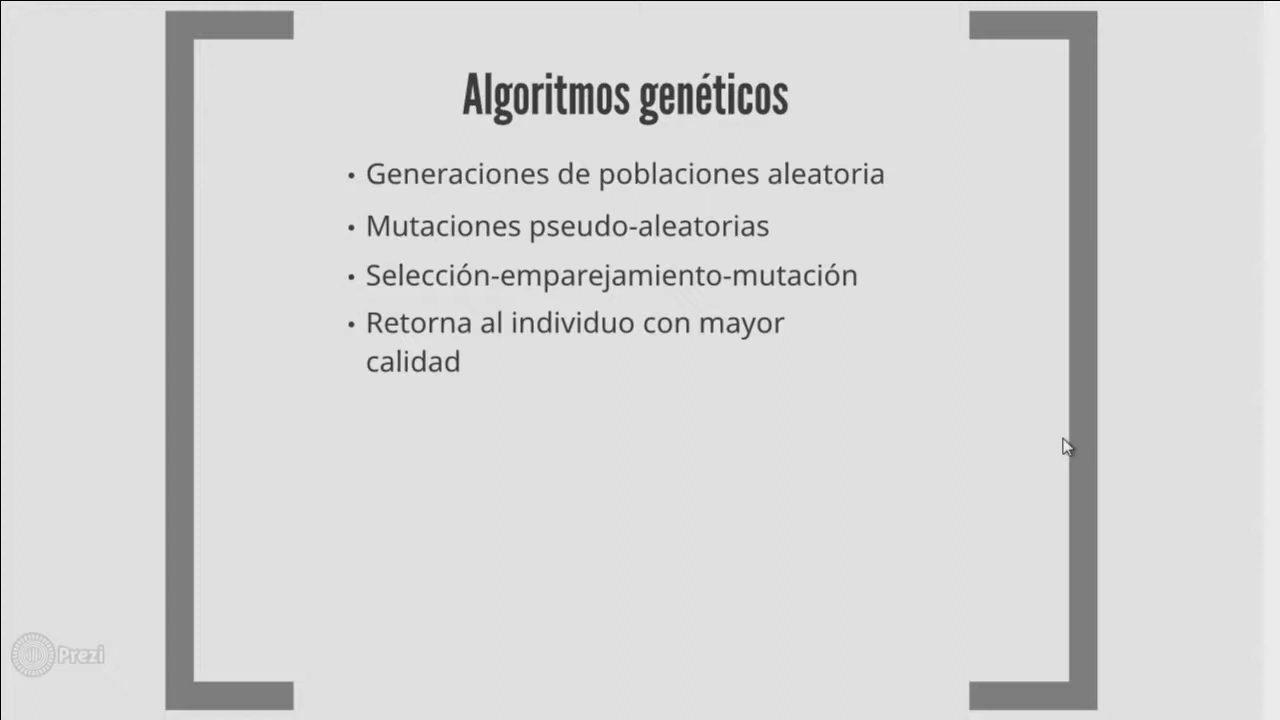 Algoritmos genéticos
• Generaciones de poblaciones aleatoria
• Mutaciones pseudo-aleatorias
• Selección-emparejamiento-mutación
• Retorna al individuo con mayor
calidad
Prezi